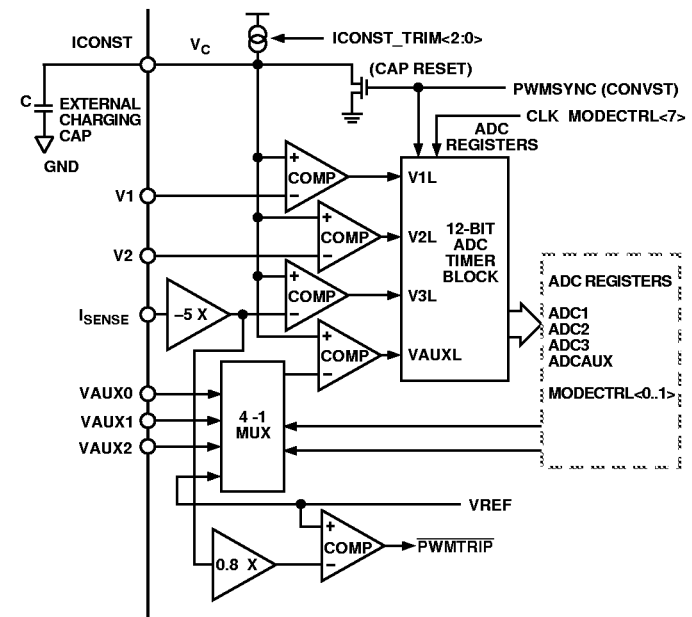 ICONST
VC
ICONST_TRIM<2:0>
(CAP RESET)
PWMSYNC (CONVST)
CLK MODECTRL<7>
C
EXTERNAL
CHARGING
CAP
GND
ADC
REGISTERS
V1
+
COMP
–
V1L
V2
+
COMP
–
V2L
12-BIT
ADC
TIMER
BLOCK
ISENSE
–5 X
+
COMP
–
V3L
+
COMP
–
VAUXL
ADC REGISTERS
ADC1
ADC2
ADC3
ADCAUX
MODECTRL<0..1>
VAUX0
VAUX1
VAUX2
4 -1
MUX
VREF
0.8 X
+
COMP
–
PWMTRIP